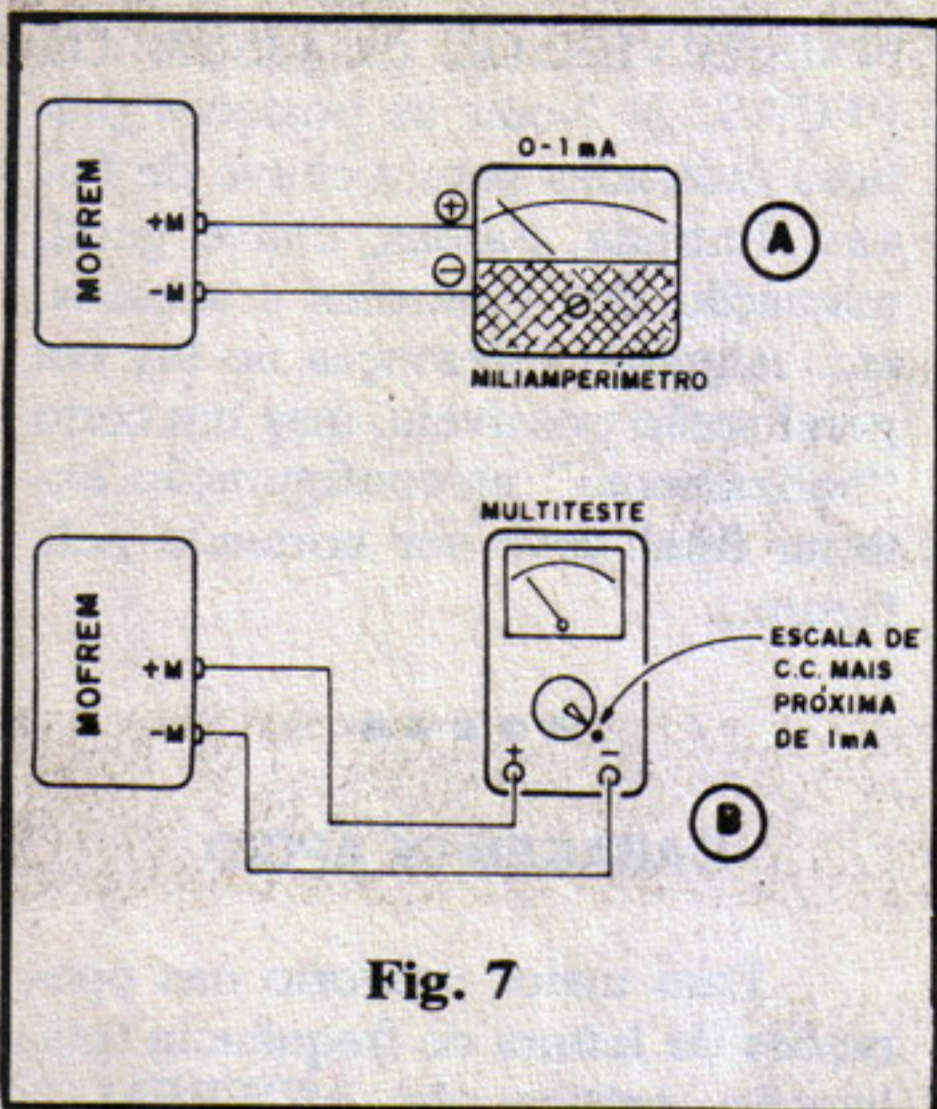 MOFREM
+M
-M
0-1mA
+
-
MILIAMPERÍMETRO
A
MOFREM
+M
-M
MULTITESTE
+
-
ESCALA DE
C.C. MAIS
PRÓXIMA
DE 1mA
B
Fig. 7